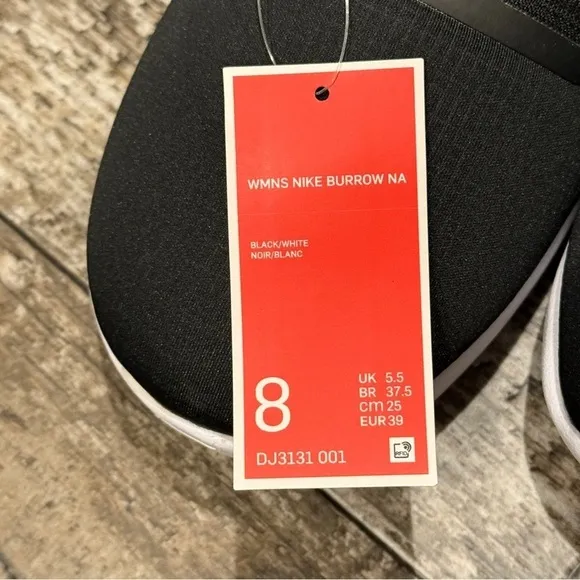 WMNS NIKE BURROW NA
BLACK/WHITE
NOIR/BLANC
8
UK 5.5
BR 37.5
cm 25
EUR 39
DJ3131 001
RFID